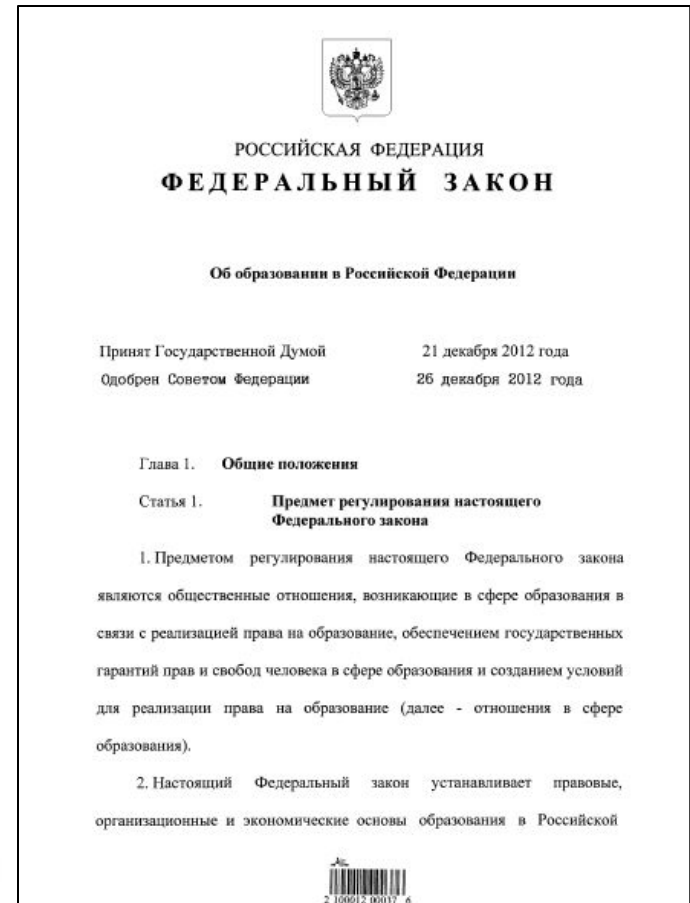 РОССИЙСКАЯ ФЕДЕРАЦИЯ
ФЕДЕРАЛЬНЫЙ ЗАКОН
Об образовании в Российской Федерации
Принят Государственной Думой 21 декабря 2012 года
Одобрен Советом Федерации 26 декабря 2012 года
Глава 1. Общие положения
Статья 1. Предмет регулирования настоящего
Федерального закона
1. Предметом регулирования настоящего Федерального закона
являются общественные отношения, возникающие в сфере образования в
связи с реализацией права на образование, обеспечением государственных
гарантий прав и свобод человека в сфере образования и созданием условий
для реализации права на образование (далее - отношения в сфере
образования).
2. Настоящий Федеральный закон устанавливает правовые,
организационные и экономические основы образования в Российской
2 100012 00037 6